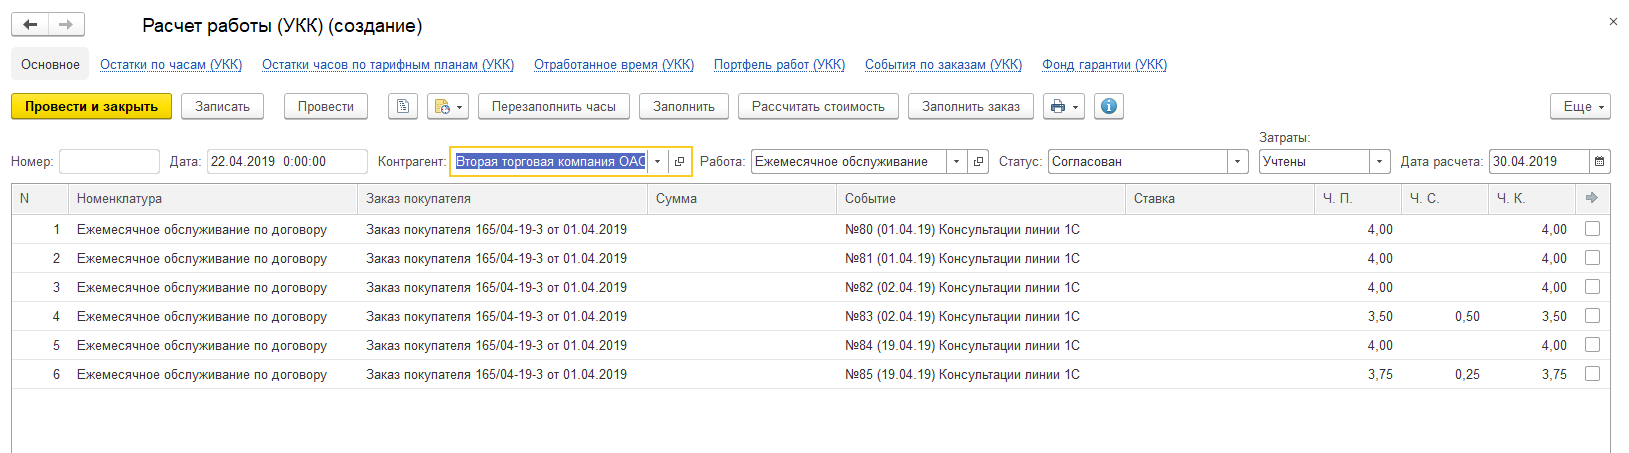 Расчет работы (УКК) (создание)
Основное Остатки по часам (УКК) Остатки часов по тарифным планам (УКК) Отработанное время (УКК) Портфель работ (УКК) События по заказам (УКК) Фонд гарантии (УКК)
Провести и закрыть Записать Провести Перезаполнить часы Заполнить Рассчитать стоимость Заполнить заказ Еще
Затраты:
Номер: Дата: 22.04.2019 0:00:00 Контрагент: Вторая торговая компания ОАО Работа: Ежемесячное обслуживание Статус: Согласован Учтены Дата расчета: 30.04.2019
N Номенклатура Заказ покупателя Сумма Событие Ставка Ч. П. Ч. С. Ч. К.
1 Ежемесячное обслуживание по договору Заказ покупателя 165/04-19-3 от 01.04.2019 №80 (01.04.19) Консультации линии 1С 4,00 4,00
2 Ежемесячное обслуживание по договору Заказ покупателя 165/04-19-3 от 01.04.2019 №81 (01.04.19) Консультации линии 1С 4,00 4,00
3 Ежемесячное обслуживание по договору Заказ покупателя 165/04-19-3 от 01.04.2019 №82 (02.04.19) Консультации линии 1С 4,00 4,00
4 Ежемесячное обслуживание по договору Заказ покупателя 165/04-19-3 от 01.04.2019 №83 (02.04.19) Консультации линии 1С 3,50 0,50 3,50
5 Ежемесячное обслуживание по договору Заказ покупателя 165/04-19-3 от 01.04.2019 №84 (19.04.19) Консультации линии 1С 4,00 4,00
6 Ежемесячное обслуживание по договору Заказ покупателя 165/04-19-3 от 01.04.2019 №85 (19.04.19) Консультации линии 1С 3,75 0,25 3,75